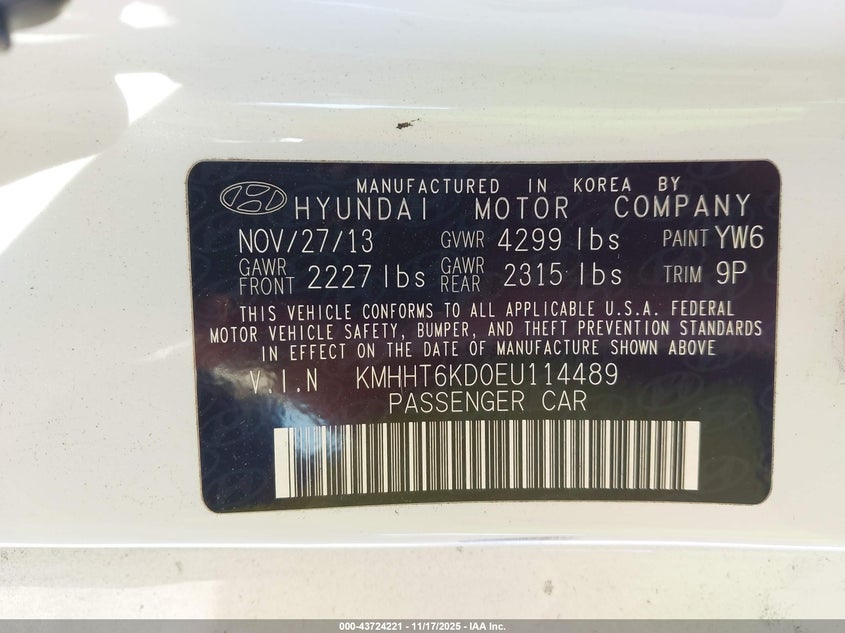 MANUFACTURED IN KOREA BY
HYUNDAI MOTOR COMPANY
NOV/27/13 GVWR 4299 lbs PAINT YW6
GAWR FRONT 2227 lbs GAWR REAR 2315 lbs TRIM 9P
THIS VEHICLE CONFORMS TO ALL APPLICABLE U.S.A. FEDERAL
MOTOR VEHICLE SAFETY, BUMPER, AND THEFT PREVENTION STANDARDS
IN EFFECT ON THE DATE OF MANUFACTURE SHOWN ABOVE
V.I.N KMHHT6KD0EU114489
PASSENGER CAR
000-43724221 - 11/17/2025 - IAA Inc.